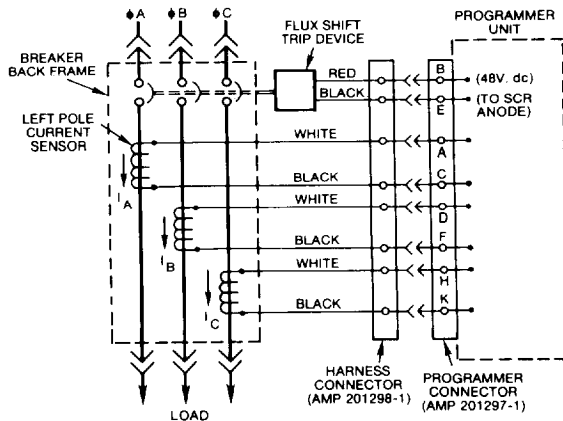 ϕA
ϕB
ϕC
FLUX SHIFT
TRIP DEVICE
PROGRAMMER
UNIT
BREAKER
BACK FRAME
LEFT POLE
CURRENT
SENSOR
RED
B
(48V. dc)
BLACK
E
(TO SCR
ANODE)
WHITE
A
I A
BLACK
C
WHITE
D
I B
BLACK
F
WHITE
H
I C
BLACK
K
LOAD
HARNESS
CONNECTOR
(AMP 201298-1)
PROGRAMMER
CONNECTOR
(AMP 201297-1)